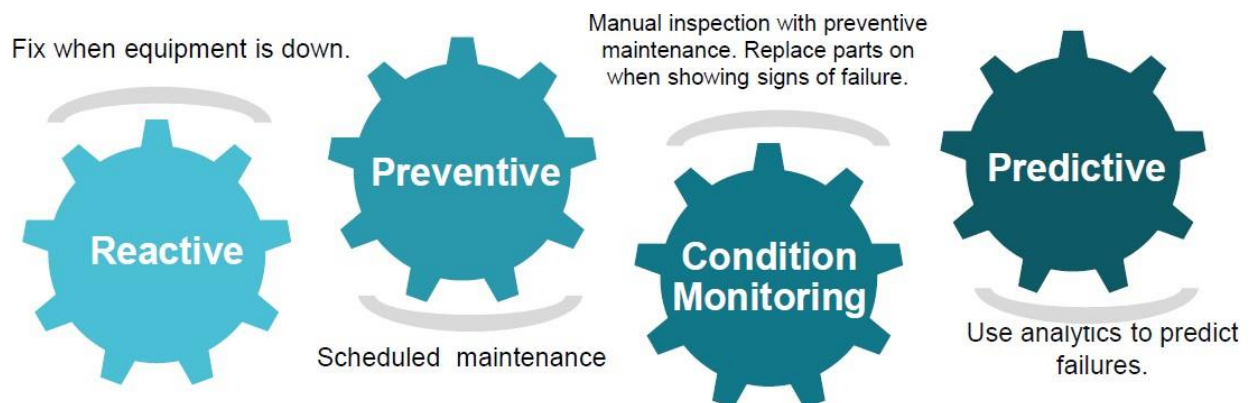 Fix when equipment is down.
Reactive
Preventive
Scheduled maintenance
Manual inspection with preventive
maintenance. Replace parts on
when showing signs of failure.
Condition
Monitoring
Predictive
Use analytics to predict
failures.